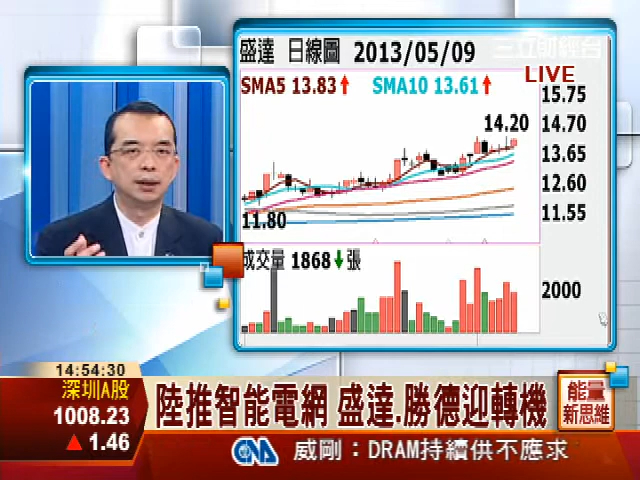 盛達 日線圖 2013/05/09
三立財經台
LIVE
SMA5 13.83↑ SMA10 13.61↑
15.75
14.70
13.65
12.60
11.55
14.20
11.80
成交量 1868↓張
2000
14:54:30
深圳A股
1008.23
▲1.46
陸推智能電網 盛達.勝德迎轉機
能量
新思維
CNA 威剛：DRAM持續供不應求